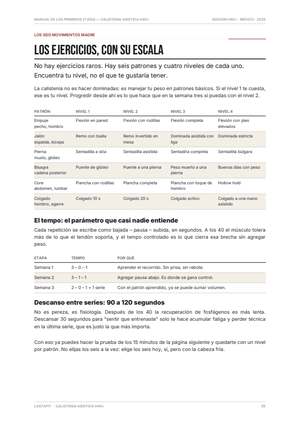 MANUAL DE LOS PRIMEROS 21 DÍAS — CALISTENIA KINÉTICA KM40
LOS SEIS MOVIMIENTOS MADRE
LOS EJERCICIOS, CON SU ESCALA
No hay ejercicios raros. Hay seis patrones y cuatro niveles de cada uno.
Encuentra tu nivel, no el que te gustaría tener.
La calistenia no es hacer dominadas; es manejar tu peso en patrones básicos. Si el nivel 1 te cuesta,
ese es tu nivel. Progredir desde ahí es lo que hace que en la semana tres sí puedas con el nivel 2.
PATRÓN NIVEL 1 NIVEL 2 NIVEL 3 NIVEL 4
Empuje
pecho, hombro
Flexión en pared
Flexión con rodillas
Flexión completa
Flexión con pies
elevados
Jalón
espalda, bíceps
Remo con toalla
Remo invertido en
mesa
Dominada asistida con
liga
Dominada estricta
Pierna
muslo, glúteo
Sentadilla a silla
Sentadilla asistida
Sentadilla completa
Sentadilla búlgara
Bisagra
cadena posterior
Puente de glúteo
Puente a una pierna
Peso muerto a una
pierna
Buenos días con peso
Core
abdomen, lumbar
Plancha con rodillas
Plancha completa
Plancha con toque de
hombro
Hollow hold
Colgado
hombro, agarre
Colgado 10 s
Colgado 20 s
Colgado activo
Colgado a una mano
asistido
El tempo: el parámetro que casi nadie entiende
Cada repetición se escribe como bajada – pausa – subida, en segundos. A los 40 el músculo tolera
más de lo que el tendón soporta, y el tempo controlado es lo que cierra esa brecha sin agregar
peso.
ETAPA TEMPO POR QUÉ
Semana 1 3 – 0 – 1 Aprender el recorrido. Sin prisa, sin rebote.
Semana 2 3 – 1 – 1 Agregar pausa abajo. Es donde se gana control.
Semana 3 2 – 0 – 1 + 1 serie Con el patrón aprendido, ya se puede sumar volumen.
Descanso entre series: 90 a 120 segundos
No es pereza, es fisiología. Después de los 40 la recuperación de fosfágenos es más lenta.
Descansar 30 segundos para "sentir que entrenaste" solo te hace acumular fatiga y perder técnica
en la última serie, que es justo la que más importa.
Con eso ya puedes hacer la prueba de los 15 minutos de la página siguiente y quedarte con un nivel
por patrón. No elijas los seis a la vez: elige los seis hoy, sí, pero con la cabeza fría.